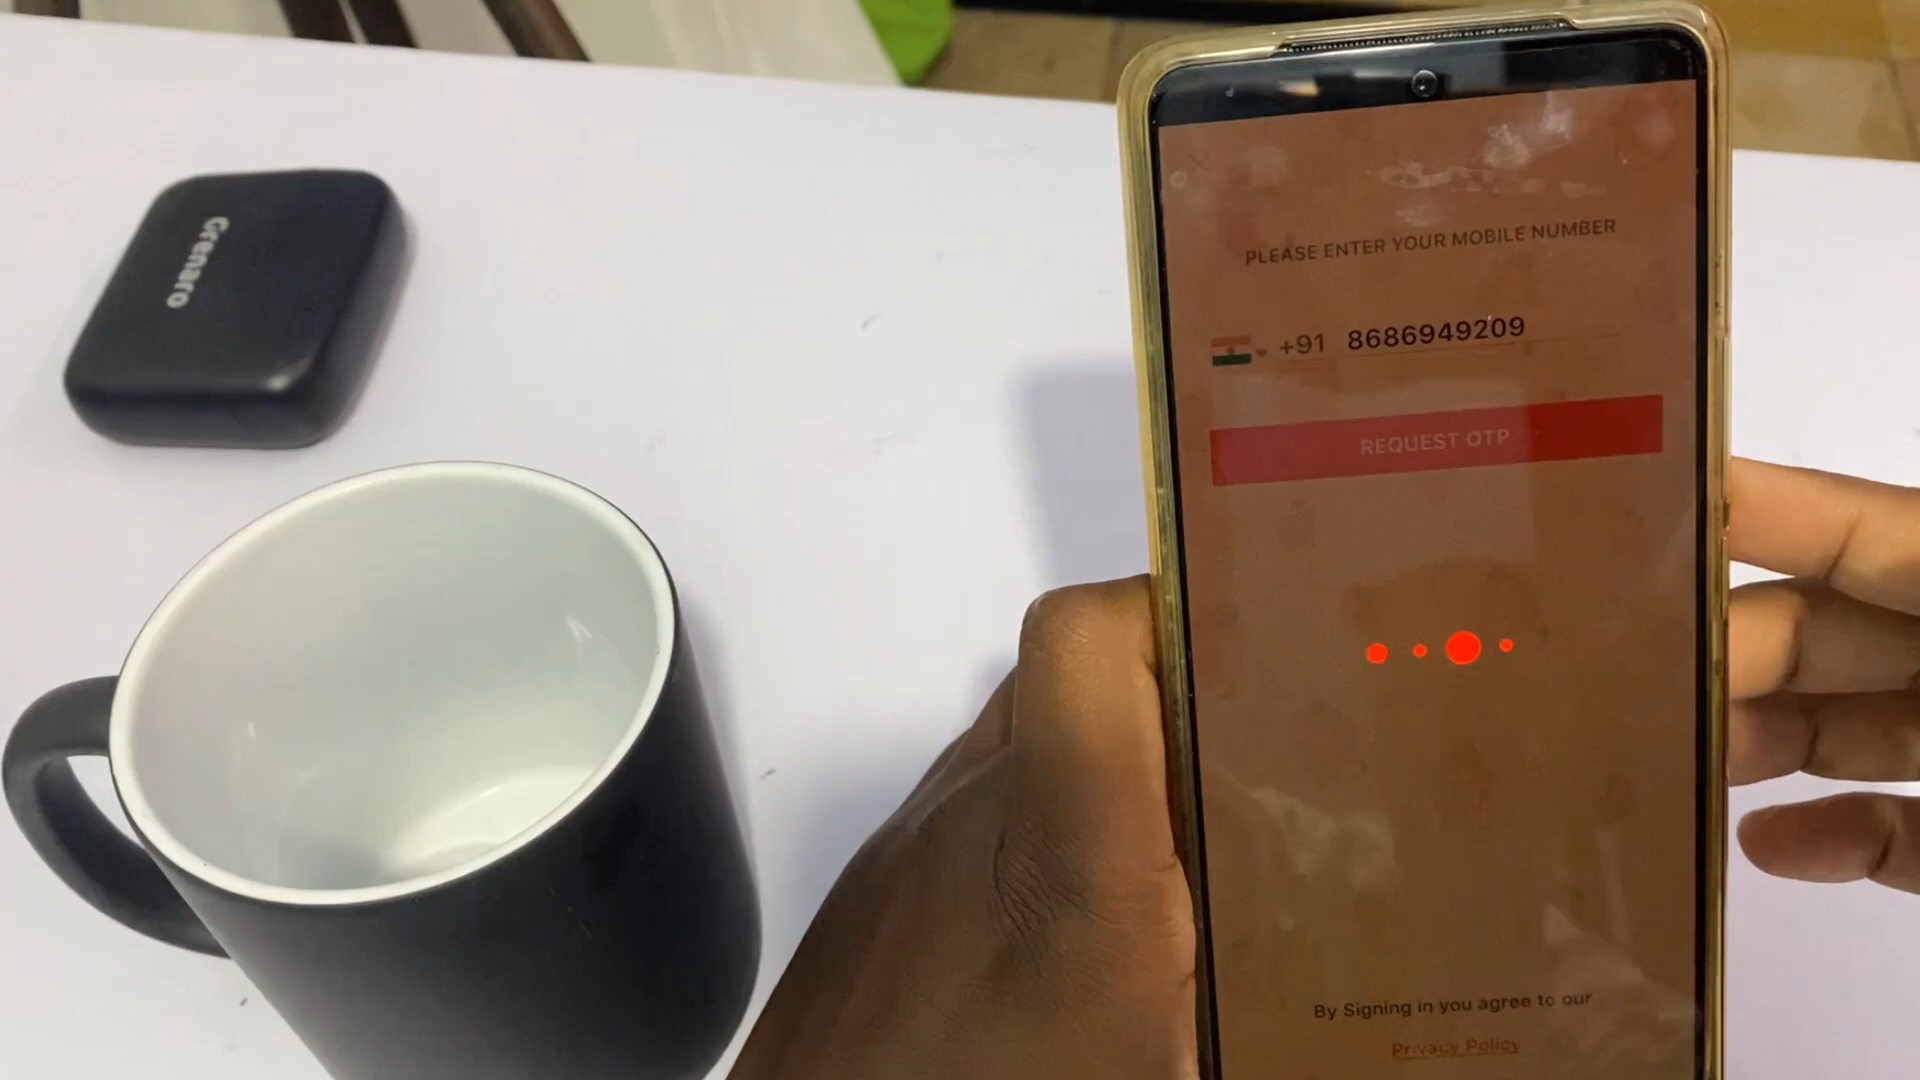 Grenaro
PLEASE ENTER YOUR MOBILE NUMBER
+91 8686949209
REQUEST OTP
By Signing in you agree to our
Privacy Policy